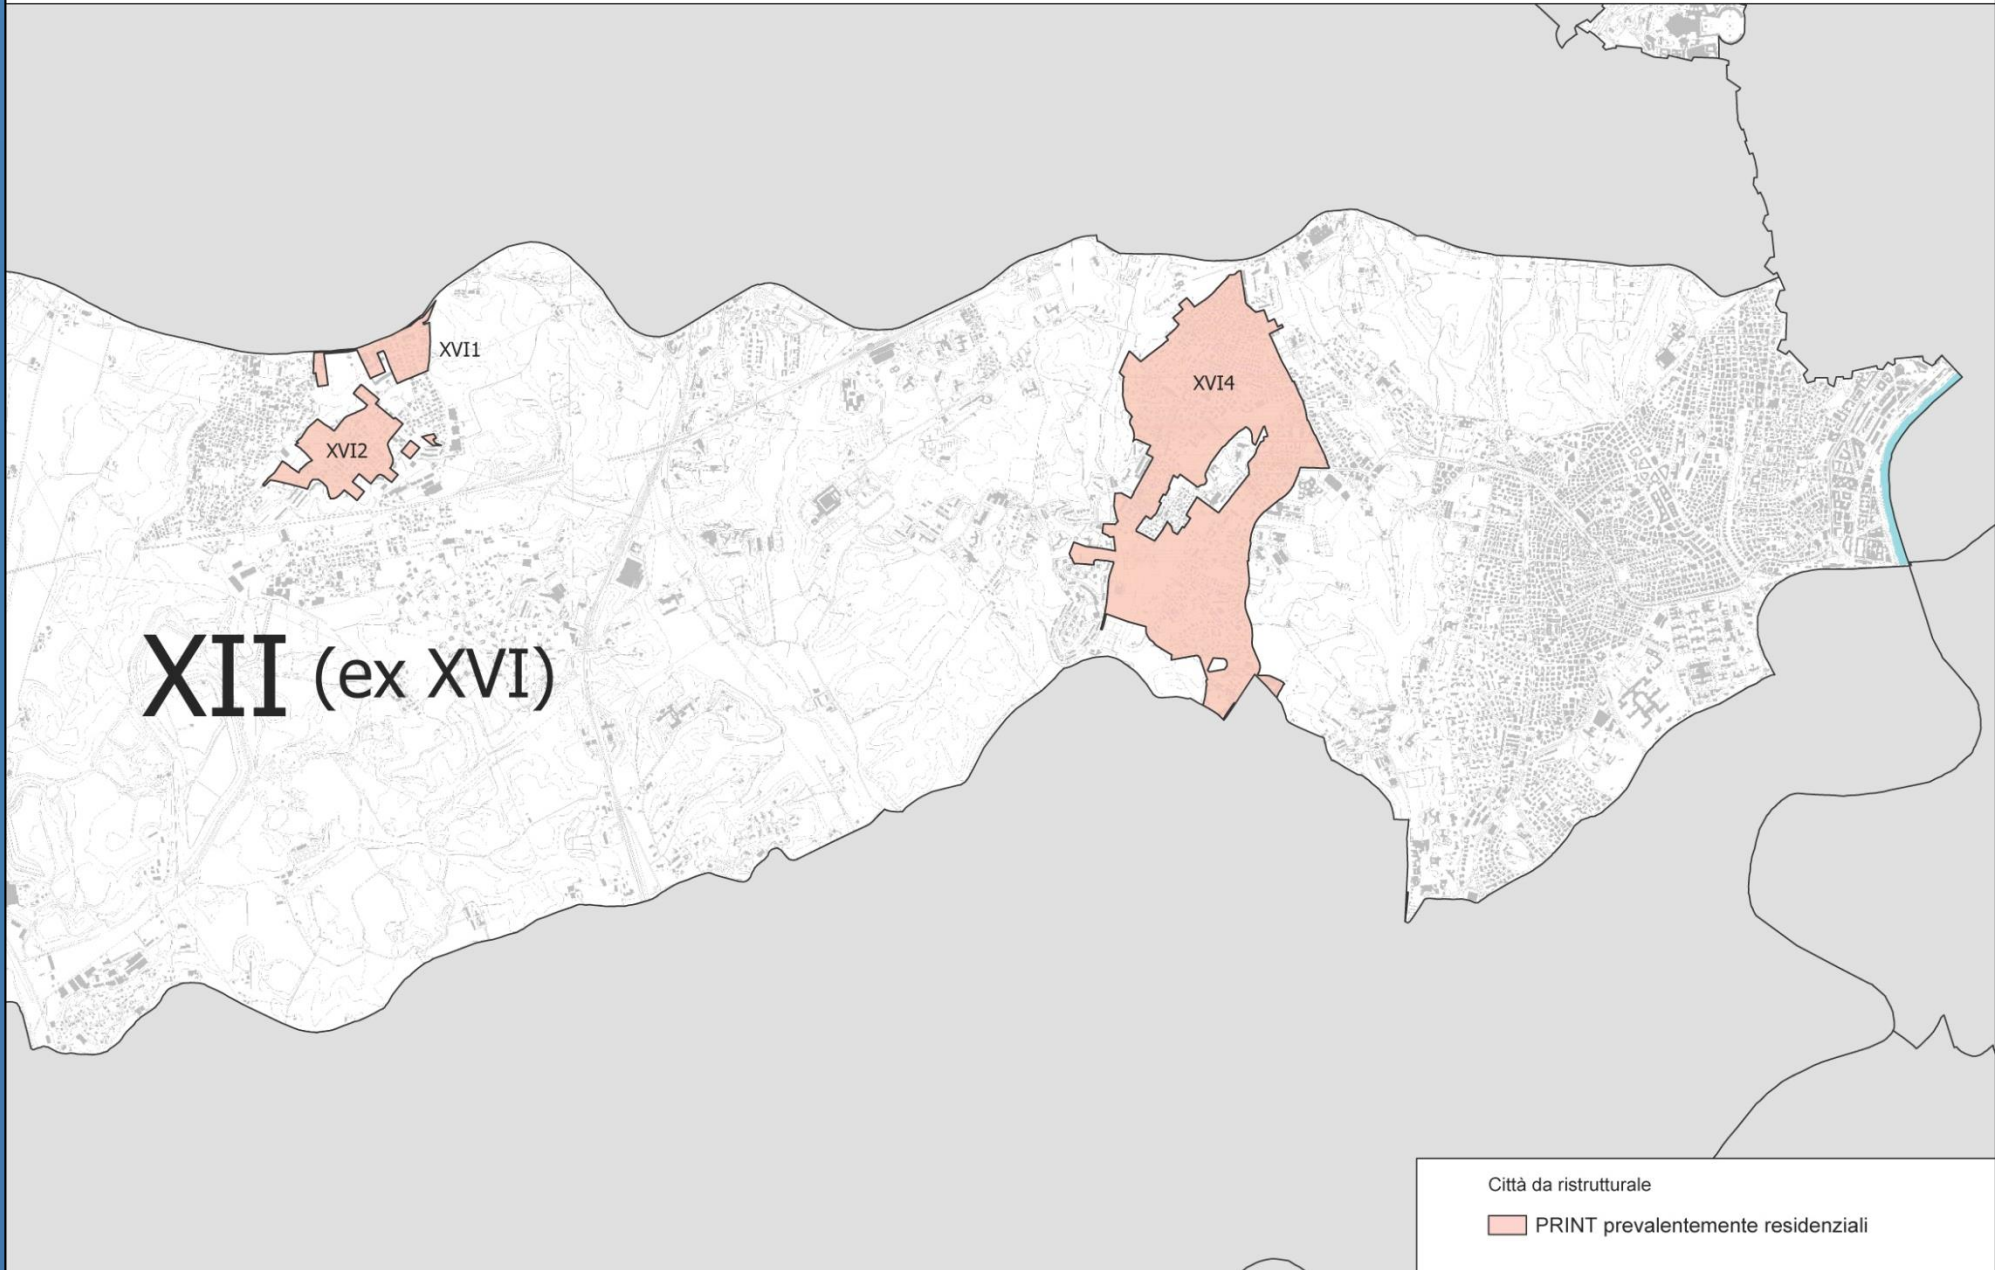 XVI1
XVI4
XVI2
XII (ex XVI)
Città da ristrutturale
PRINT prevalentemente residenziali